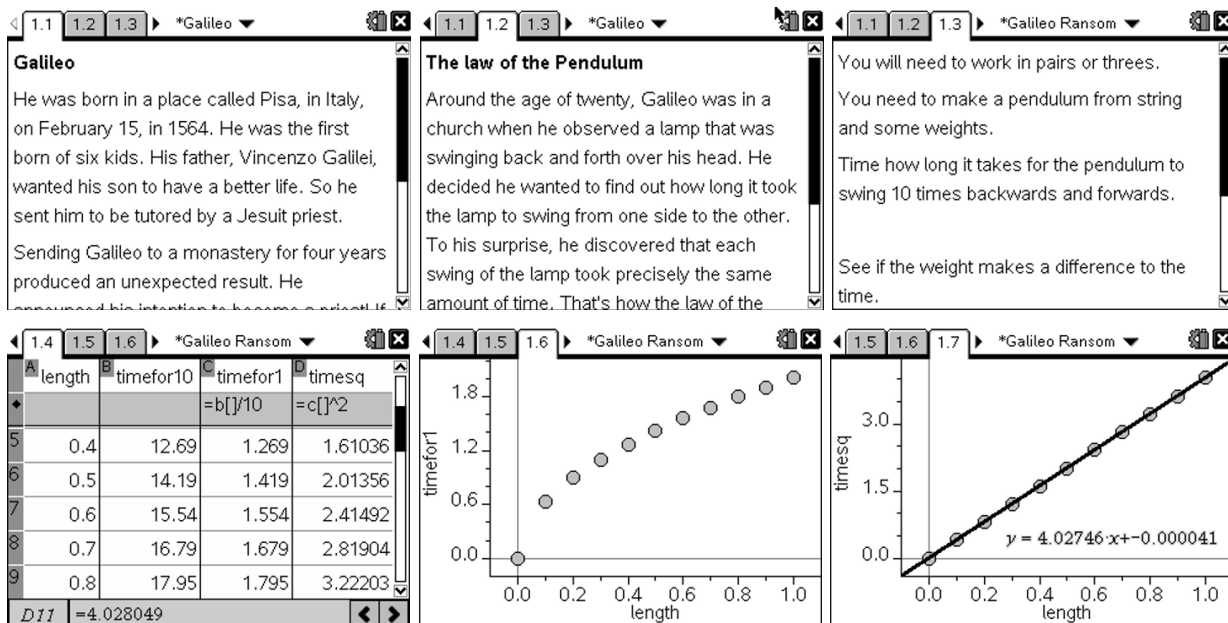 1.1 1.2 1.3 *Galileo
Galileo
He was born in a place called Pisa, in Italy,
on February 15, in 1564. He was the first
born of six kids. His father, Vincenzo Galilei,
wanted his son to have a better life. So he
sent him to be tutored by a Jesuit priest.
Sending Galileo to a monastery for four years
produced an unexpected result. He
announced his intention to become a priest! If
1.1 1.2 1.3 *Galileo
The law of the Pendulum
Around the age of twenty, Galileo was in a
church when he observed a lamp that was
swinging back and forth over his head. He
decided he wanted to find out how long it took
the lamp to swing from one side to the other.
To his surprise, he discovered that each
swing of the lamp took precisely the same
amount of time. That's how the law of the
1.1 1.2 1.3 *Galileo Ransom
You will need to work in pairs or threes.
You need to make a pendulum from string
and some weights.
Time how long it takes for the pendulum to
swing 10 times backwards and forwards.
See if the weight makes a difference to the
time.
1.4 1.5 1.6 *Galileo Ransom
A length B timefor10 C timefor1 D timesq
=b[]/10 =c[]^2
5 0.4 12.69 1.269 1.61036
6 0.5 14.19 1.419 2.01356
7 0.6 15.54 1.554 2.41492
8 0.7 16.79 1.679 2.81904
9 0.8 17.95 1.795 3.22203
D11 =4.028049
1.4 1.5 1.6 *Galileo Ransom
timefor1
1.8
1.2
0.6
0.0
0.0 0.2 0.4 0.6 0.8 1.0
length
1.5 1.6 1.7 *Galileo Ransom
timesq
3.0
1.5
0.0
y = 4.02746·x+-0.000041
0.0 0.2 0.4 0.6 0.8 1.0
length